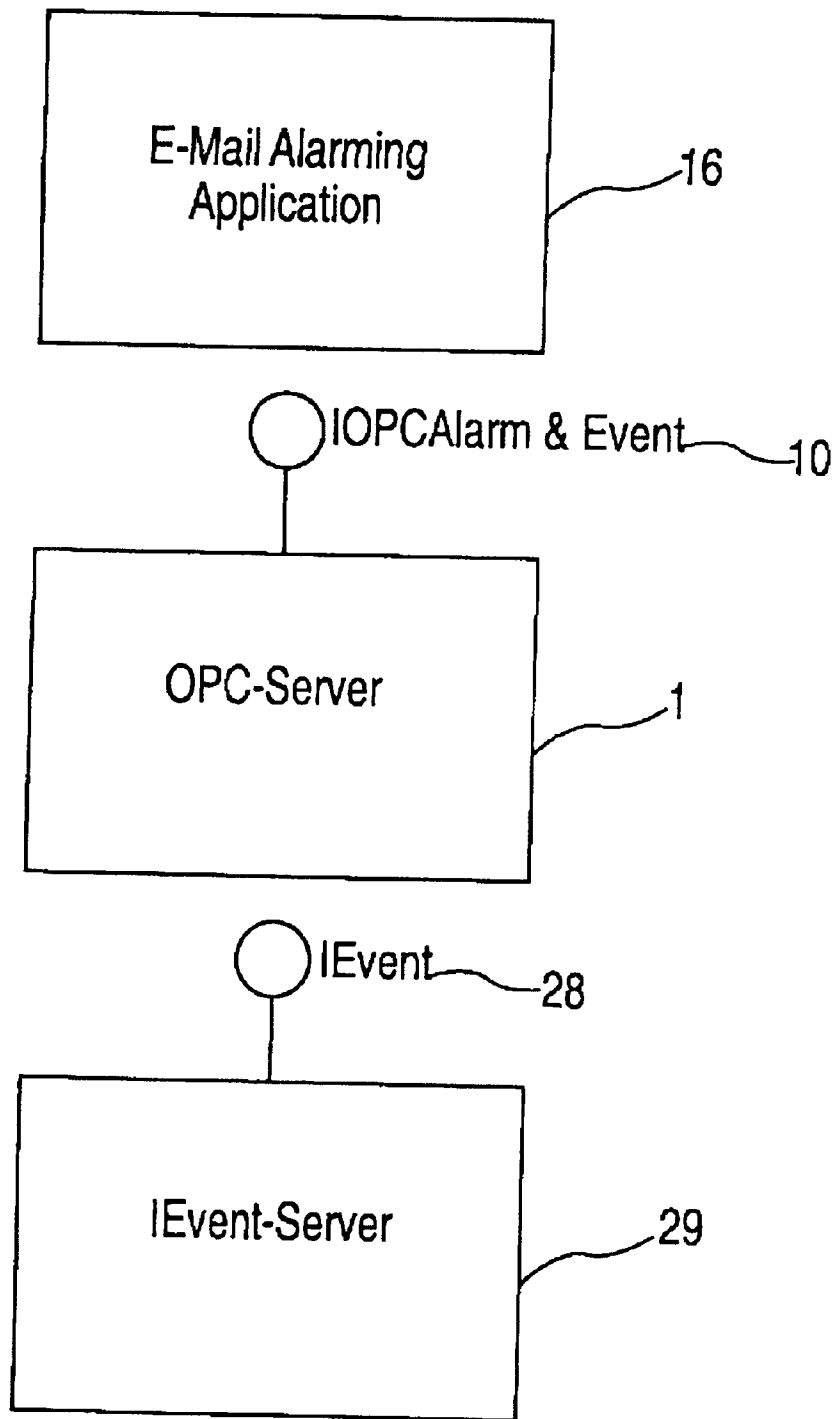 E-Mail Alarming
Application
16
IOPCAlarm & Event
10
OPC-Server
1
IEvent
28
IEvent-Server
29